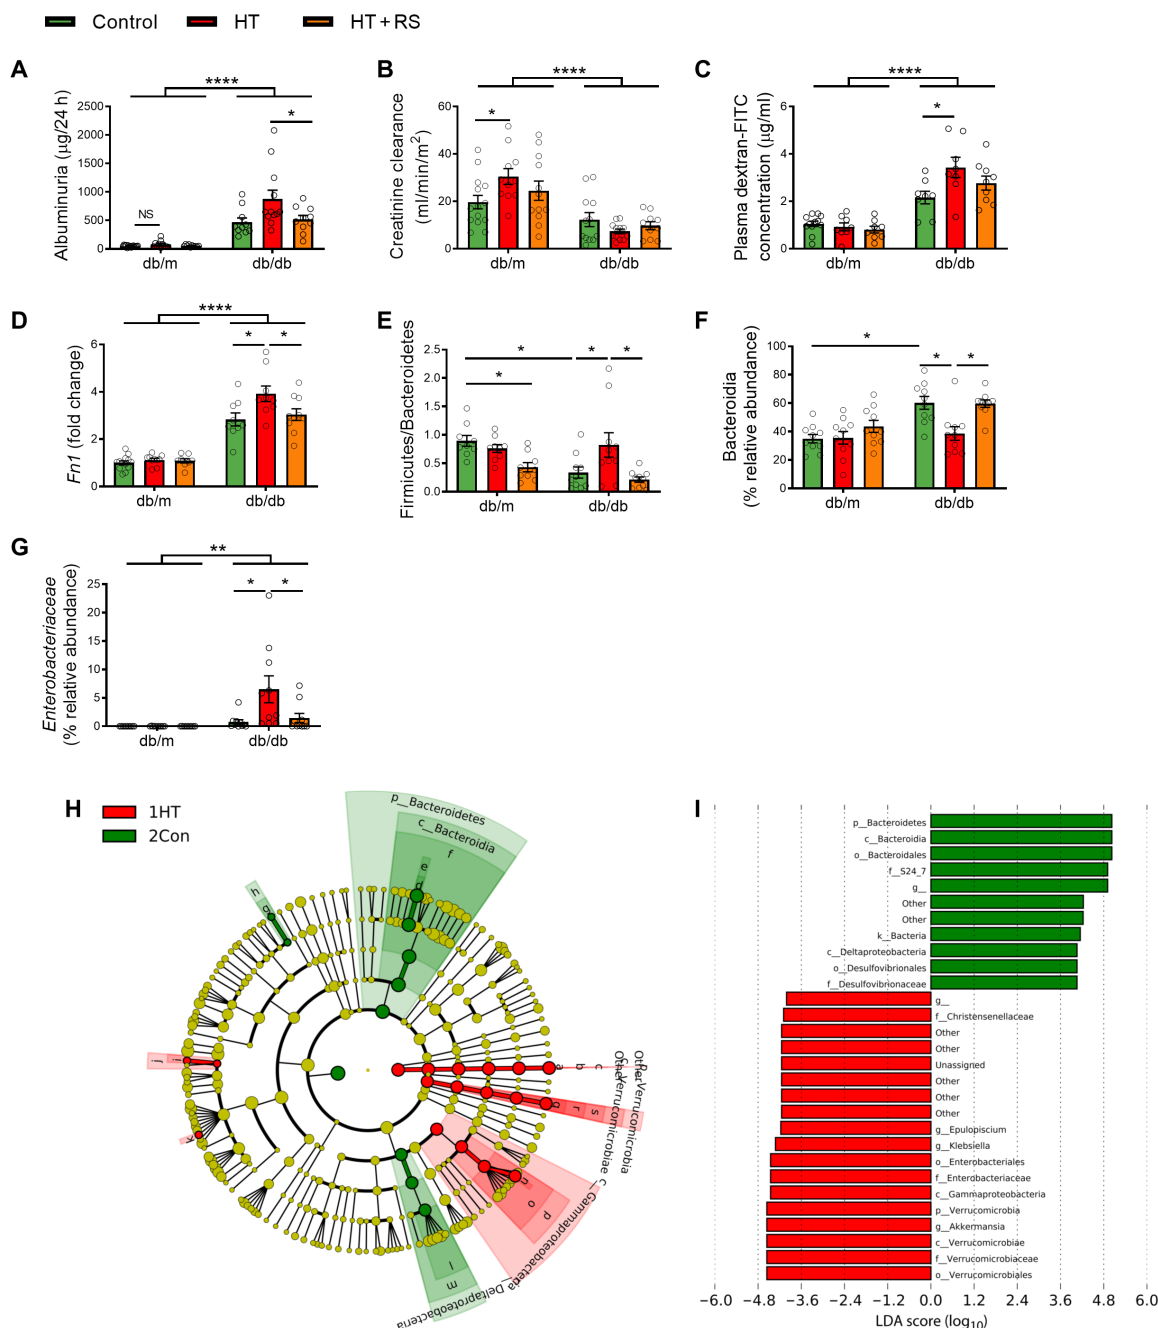 Control HT HT + RS
A
****
*
NS
Albuminuria (µg/24 h)
2500
2000
1500
1000
500
0
db/m db/db
B
****
*
Creatinine clearance
(ml/min/m²)
60
40
20
0
db/m db/db
C
****
*
Plasma dextran-FITC
concentration (µg/ml)
6
4
2
0
db/m db/db
D
****
* *
Fn1 (fold change)
6
4
2
0
db/m db/db
E
* * *
*
Firmicutes/Bacteroidetes
2.5
2.0
1.5
1.0
0.5
0.0
db/m db/db
F
*
* *
Bacteroidia
(% relative abundance)
100
80
60
40
20
0
db/m db/db
G
**
* *
Enterobacteriaceae
(% relative abundance)
25
20
15
10
5
0
db/m db/db
H
1HT
2Con
p__Bacteroidetes
c__Bacteroidia
f
e
d
h
g
j i
k
a b c
Other
Other
p__Verrucomicrobia
c__Verrucomicrobiae
q r s
n
o
p
c__Gammaproteobacteria
l
m
c__Deltaproteobacteria
I
p__Bacteroidetes
c__Bacteroidia
o__Bacteroidales
f__S24_7
g__
Other
Other
k__Bacteria
c__Deltaproteobacteria
o__Desulfovibrionales
f__Desulfovibrionaceae
g__
f__Christensenellaceae
Other
Other
Unassigned
Other
Other
Other
g__Epulopiscium
g__Klebsiella
o__Enterobacteriales
f__Enterobacteriaceae
c__Gammaproteobacteria
p__Verrucomicrobia
g__Akkermansia
c__Verrucomicrobiae
f__Verrucomicrobiaceae
o__Verrucomicrobiales
−6.0 −4.8 −3.6 −2.4 −1.2 0.0 1.2 2.4 3.6 4.8 6.0
LDA score (log₁₀)